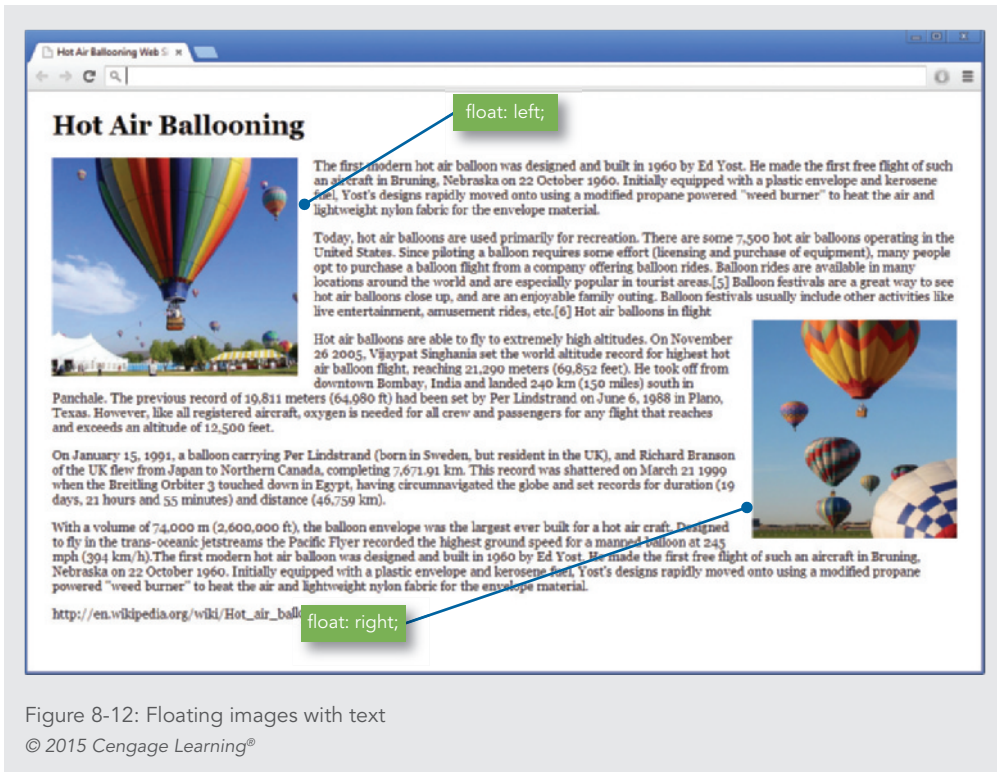 Hot Air Ballooning Web S
float: left;
Hot Air Ballooning
The first modern hot air balloon was designed and built in 1960 by Ed Yost. He made the first free flight of such
an aircraft in Bruning, Nebraska on 22 October 1960. Initially equipped with a plastic envelope and kerosene
fuel, Yost's designs rapidly moved onto using a modified propane powered "weed burner" to heat the air and
lightweight nylon fabric for the envelope material.
Today, hot air balloons are used primarily for recreation. There are some 7,500 hot air balloons operating in the
United States. Since piloting a balloon requires some effort (licensing and purchase of equipment), many people
opt to purchase a balloon flight from a company offering balloon rides. Balloon rides are available in many
locations around the world and are especially popular in tourist areas.[5] Balloon festivals are a great way to see
hot air balloons close up, and are an enjoyable family outing. Balloon festivals usually include other activities like
live entertainment, amusement rides, etc.[6] Hot air balloons in flight
Hot air balloons are able to fly to extremely high altitudes. On November
26 2005, Vijaypat Singhania set the world altitude record for highest hot
air balloon flight, reaching 21,290 meters (69,852 feet). He took off from
downtown Bombay, India and landed 240 km (150 miles) south in
Panchale. The previous record of 19,811 meters (64,980 ft) had been set by Per Lindstrand on June 6, 1988 in Plano,
Texas. However, like all registered aircraft, oxygen is needed for all crew and passengers for any flight that reaches
and exceeds an altitude of 12,500 feet.
On January 15, 1991, a balloon carrying Per Lindstrand (born in Sweden, but resident in the UK), and Richard Branson
of the UK flew from Japan to Northern Canada, completing 7,671.91 km. This record was shattered on March 21 1999
when the Breitling Orbiter 3 touched down in Egypt, having circumnavigated the globe and set records for duration (19
days, 21 hours and 55 minutes) and distance (46,759 km).
With a volume of 74,000 m (2,600,000 ft), the balloon envelope was the largest ever built for a hot air craft. Designed
to fly in the trans-oceanic jetstreams the Pacific Flyer recorded the highest ground speed for a manned balloon at 245
mph (394 km/h).The first modern hot air balloon was designed and built in 1960 by Ed Yost. He made the first free flight of such an aircraft in Bruning,
Nebraska on 22 October 1960. Initially equipped with a plastic envelope and kerosene fuel, Yost's designs rapidly moved onto using a modified propane
powered "weed burner" to heat the air and lightweight nylon fabric for the envelope material.
http://en.wikipedia.org/wiki/Hot_air_ball
float: right;
Figure 8-12: Floating images with text
© 2015 Cengage Learning®